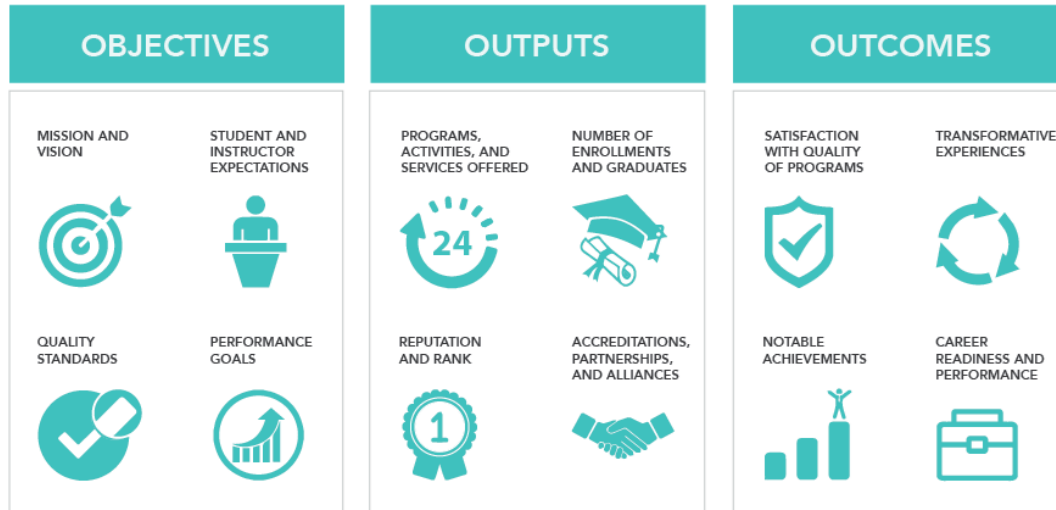 OBJECTIVES
MISSION AND
VISION
STUDENT AND
INSTRUCTOR
EXPECTATIONS
QUALITY
STANDARDS
PERFORMANCE
GOALS
OUTPUTS
PROGRAMS,
ACTIVITIES, AND
SERVICES OFFERED
24
NUMBER OF
ENROLLMENTS
AND GRADUATES
REPUTATION
AND RANK
1
ACCREDITATIONS,
PARTNERSHIPS,
AND ALLIANCES
OUTCOMES
SATISFACTION
WITH QUALITY
OF PROGRAMS
TRANSFORMATIVE
EXPERIENCES
NOTABLE
ACHIEVEMENTS
CAREER
READINESS AND
PERFORMANCE